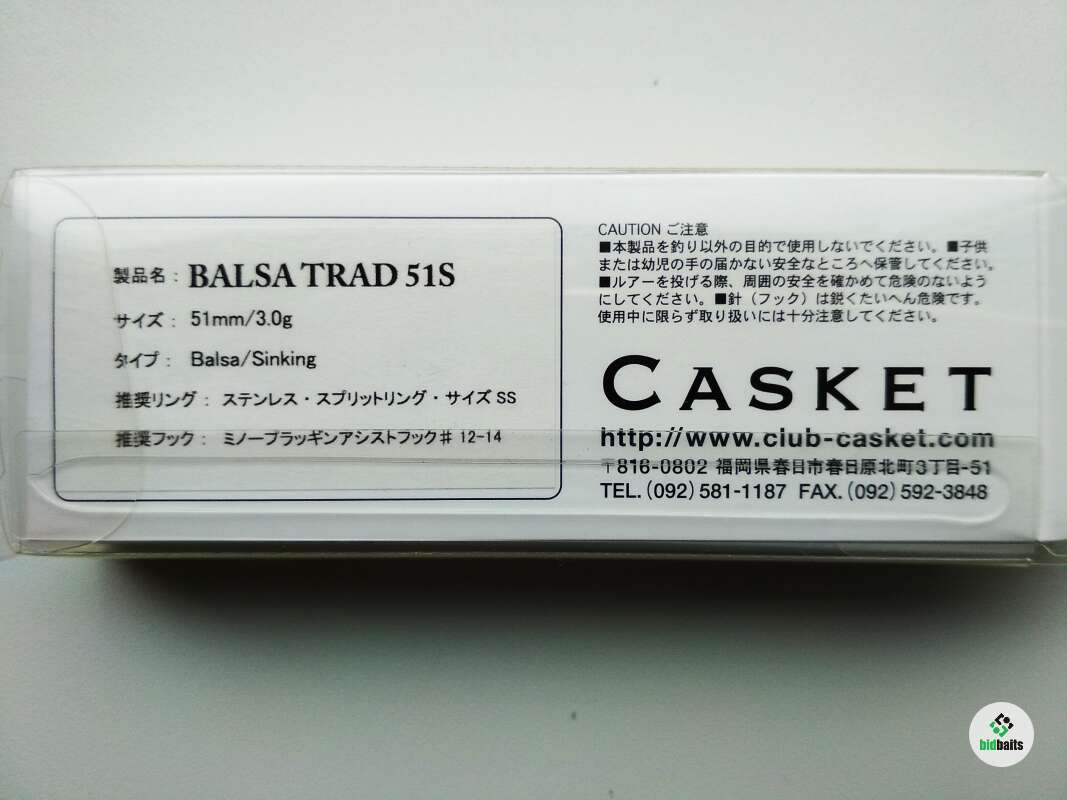 製品名： BALSA TRAD 51S
サイズ： 51mm/3.0g
タイプ： Balsa/Sinking
推奨リング： ステンレス・スプリットリング・サイズ SS
推奨フック： ミノープラッギンアシストフック♯ 12-14
CAUTION ご注意
■本製品を釣り以外の目的で使用しないでください。■子供
または幼児の手の届かない安全なところへ保管してください。
■ルアーを投げる際、周囲の安全を確かめて危険のないよう
にしてください。■針（フック）は鋭くたいへん危険です。
使用中に限らず取り扱いには十分注意してください。
CASKET
http://www.club-casket.com
〒816-0802 福岡県春日市春日原北町3丁目-51
TEL.(092)581-1187 FAX.(092)592-3848
bidbaits